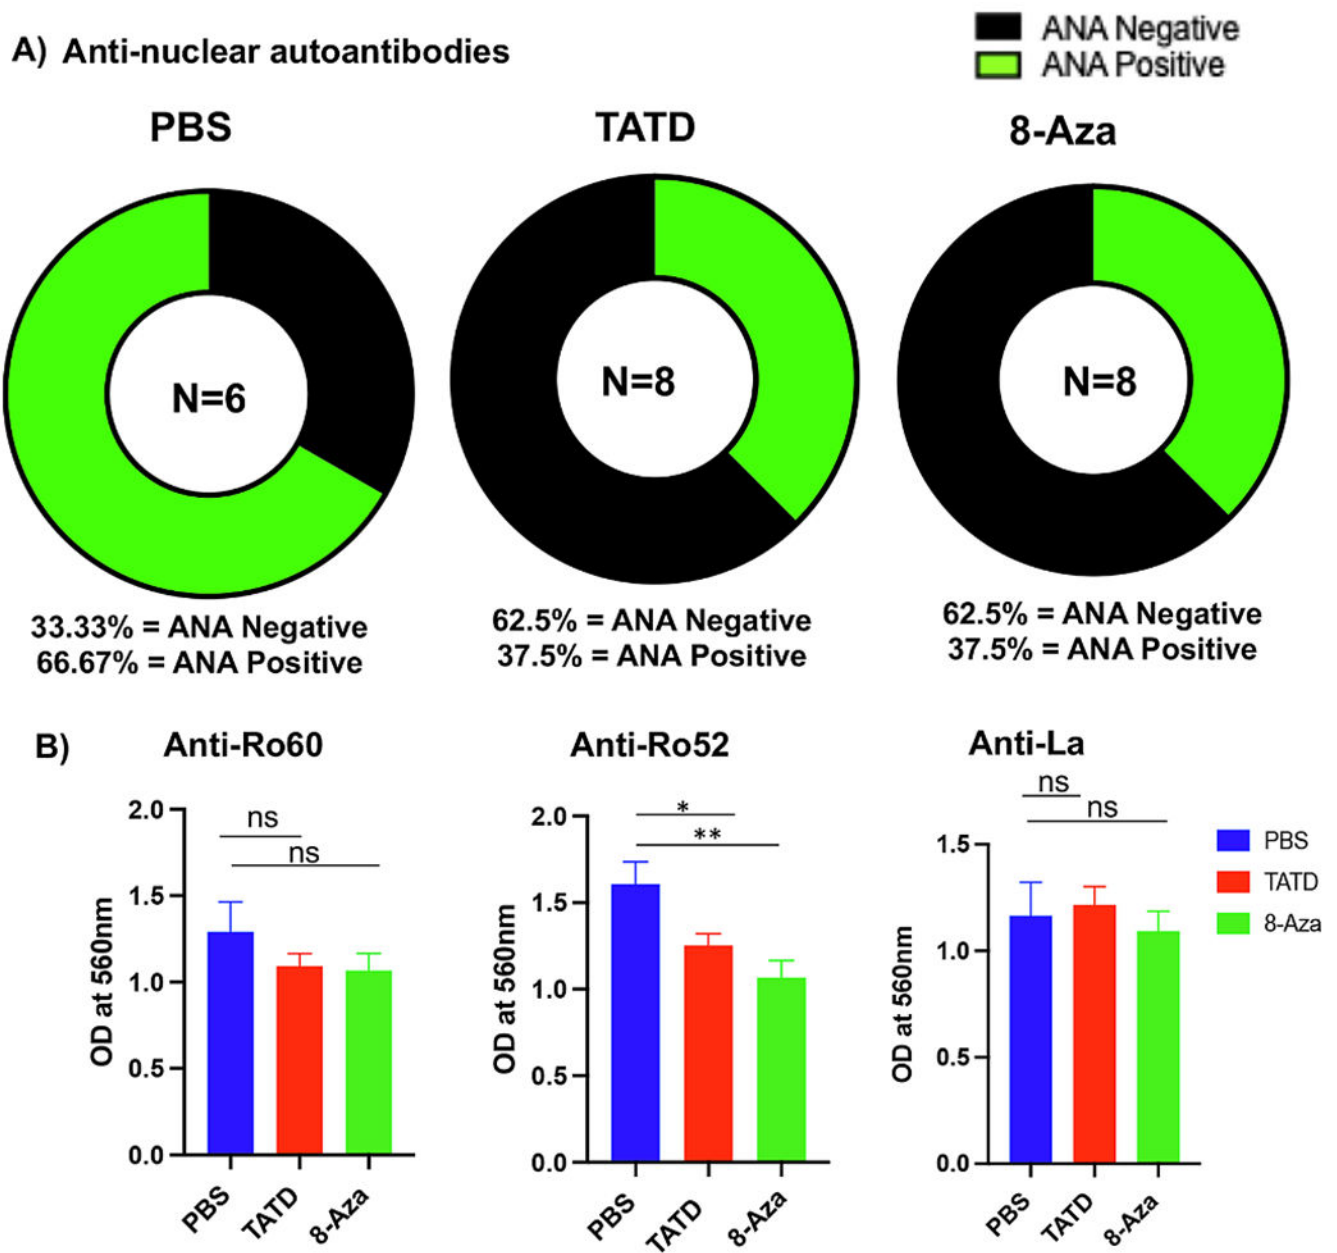 A) Anti-nuclear autoantibodies
ANA Negative
ANA Positive
PBS
TATD
8-Aza
N=6
N=8
N=8
33.33% = ANA Negative
66.67% = ANA Positive
62.5% = ANA Negative
37.5% = ANA Positive
62.5% = ANA Negative
37.5% = ANA Positive
B)
Anti-Ro60
2.0
1.5
1.0
0.5
0.0
OD at 560nm
ns
ns
PBS
TATD
8-Aza
Anti-Ro52
2.0
1.5
1.0
0.5
0.0
OD at 560nm
*
**
PBS
TATD
8-Aza
Anti-La
1.5
1.0
0.5
0.0
OD at 560nm
ns
ns
PBS
TATD
8-Aza
PBS
TATD
8-Aza